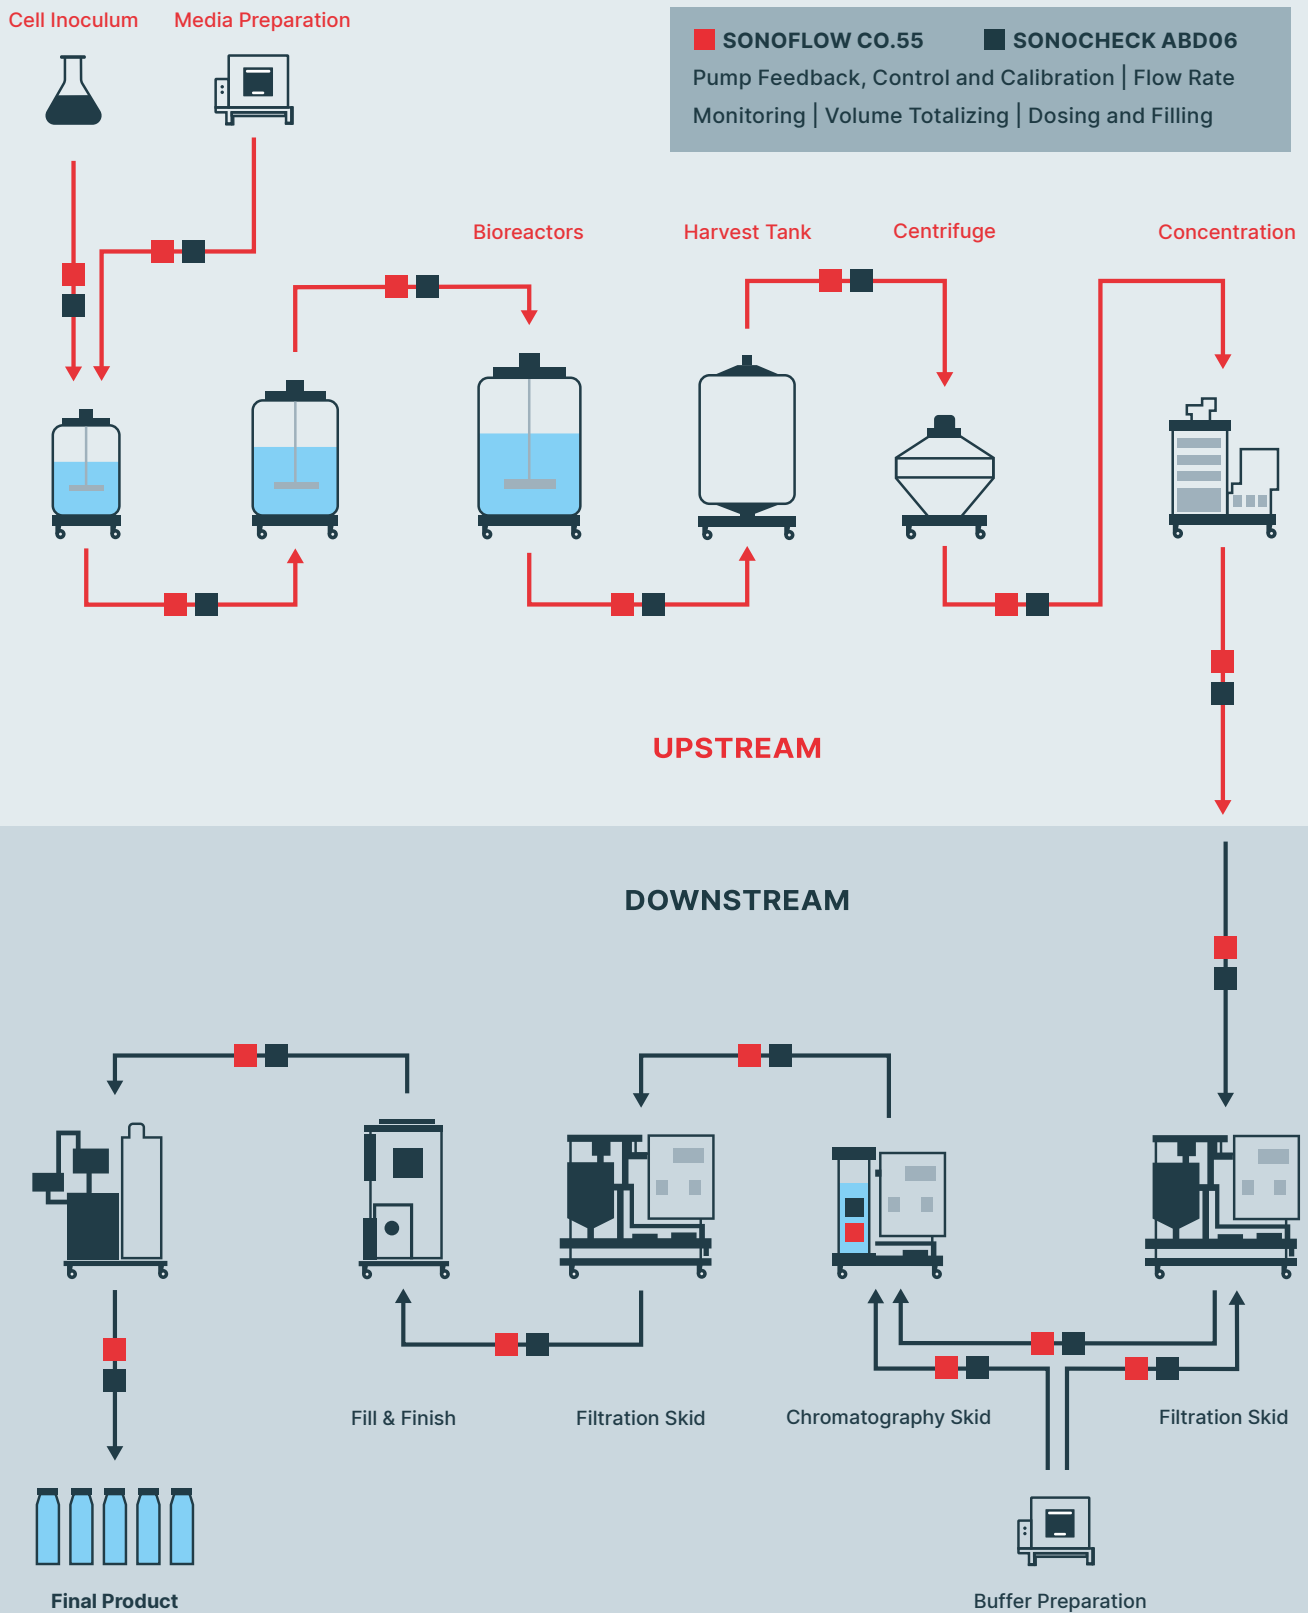 Cell Inoculum
Media Preparation
SONOFLOW CO.55
SONOCHECK ABD06
Pump Feedback, Control and Calibration | Flow Rate
Monitoring | Volume Totalizing | Dosing and Filling
Bioreactors
Harvest Tank
Centrifuge
Concentration
UPSTREAM
DOWNSTREAM
Fill & Finish
Filtration Skid
Chromatography Skid
Filtration Skid
Final Product
Buffer Preparation